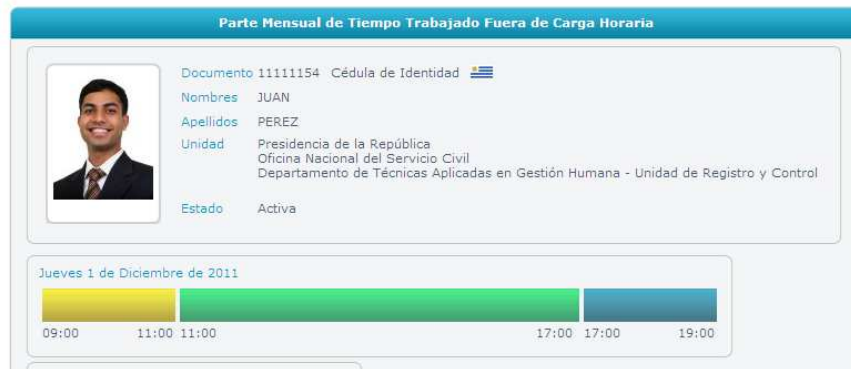 Parte Mensual de Tiempo Trabajado Fuera de Carga Horaria
Documento 11111154 Cédula de Identidad
Nombres JUAN
Apellidos PEREZ
Unidad Presidencia de la República
Oficina Nacional del Servicio Civil
Departamento de Técnicas Aplicadas en Gestión Humana - Unidad de Registro y Control
Estado Activa
Jueves 1 de Diciembre de 2011
09:00 11:00 11:00 17:00 17:00 19:00